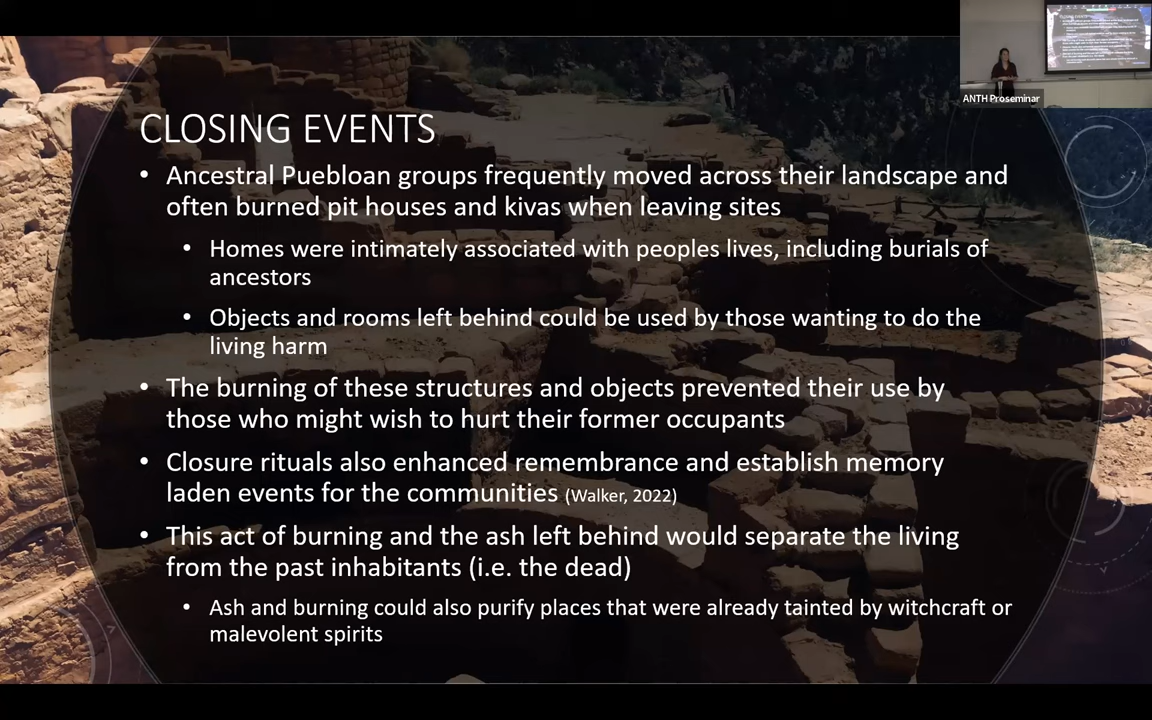 CLOSING EVENTS
• Ancestral Puebloan groups frequently moved across their landscape and
often burned pit houses and kivas when leaving sites
• Homes were intimately associated with peoples lives, including burials of
ancestors
• Objects and rooms left behind could be used by those wanting to do the
living harm
• The burning of these structures and objects prevented their use by
those who might wish to hurt their former occupants
• Closure rituals also enhanced remembrance and establish memory
laden events for the communities (Walker, 2022)
• This act of burning and the ash left behind would separate the living
from the past inhabitants (i.e. the dead)
• Ash and burning could also purify places that were already tainted by witchcraft or
malevolent spirits
ANTH Proseminar